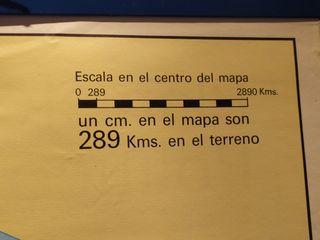 Escala en el centro del mapa
0 289 2890 Kms.
un cm. en el mapa son
289 Kms. en el terreno